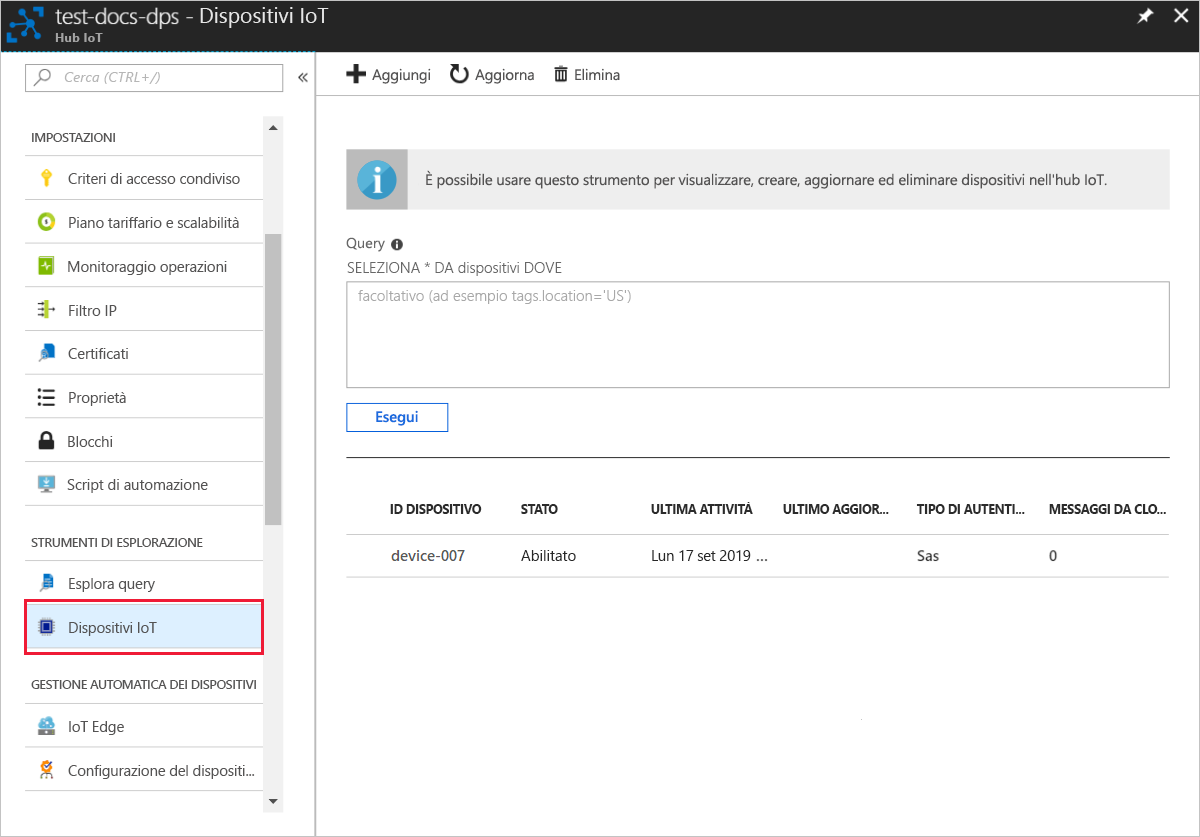 test-docs-dps - Dispositivi IoT
Hub IoT
Cerca (CTRL+/)
«
IMPOSTAZIONI
Criteri di accesso condiviso
Piano tariffario e scalabilità
Monitoraggio operazioni
Filtro IP
Certificati
Proprietà
Blocchi
Script di automazione
STRUMENTI DI ESPLORAZIONE
Esplora query
Dispositivi IoT
GESTIONE AUTOMATICA DEI DISPOSITIVI
IoT Edge
Configurazione del dispositi...
Aggiungi Aggiorna Elimina
È possibile usare questo strumento per visualizzare, creare, aggiornare ed eliminare dispositivi nell'hub IoT.
Query
SELEZIONA * DA dispositivi DOVE
facoltativo (ad esempio tags.location='US')
Esegui
ID DISPOSITIVO STATO ULTIMA ATTIVITÀ ULTIMO AGGIOR... TIPO DI AUTENTI... MESSAGGI DA CLO...
device-007 Abilitato Lun 17 set 2019 ... Sas 0